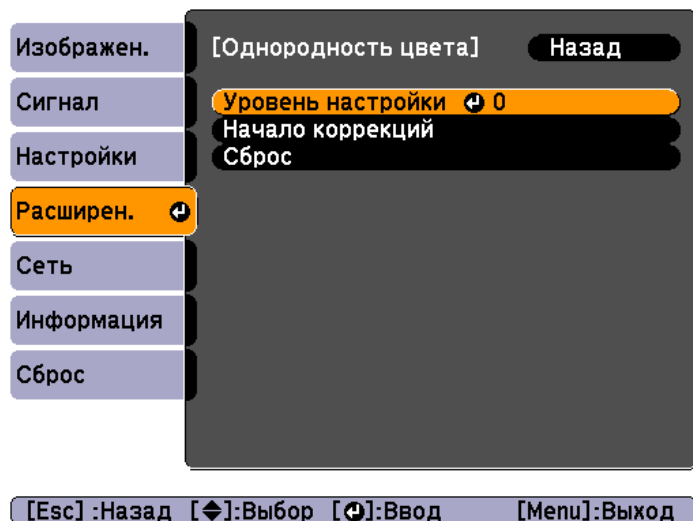 Изображен.
Сигнал
Настройки
Расширен.
Сеть
Информация
Сброс
[Однородность цвета] Назад
Уровень настройки 0
Начало коррекций
Сброс
[Esc] :Назад [◆]:Выбор [↵]:Ввод [Menu]:Выход